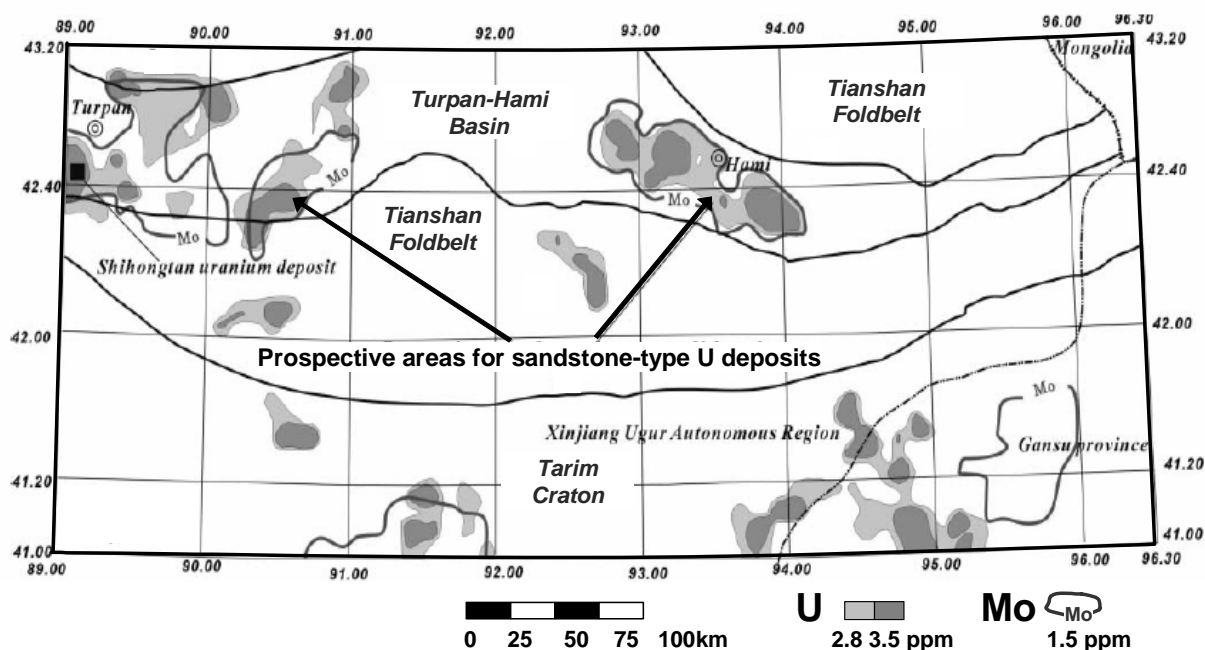 89.00 90.00 91.00 92.00 93.00 94.00 95.00 96.00 96.30
43.20 43.20
Mongolia
Turpan
Turpan-Hami
Basin
Tianshan
Foldbelt
Hami
42.40 42.40
Mo Mo
Tianshan
Foldbelt
Mo
Shihongtan uranium deposit
42.00 42.00
Prospective areas for sandstone-type U deposits
Mo
Xinjiang Ugur Autonomous Region
Gansu province
Tarim
Craton
41.20 41.20
41.00 41.00
89.00 90.00 91.00 92.00 93.00 94.00 95.00 96.00 96.30
U Mo Mo
0 25 50 75 100km 2.8 3.5 ppm 1.5 ppm